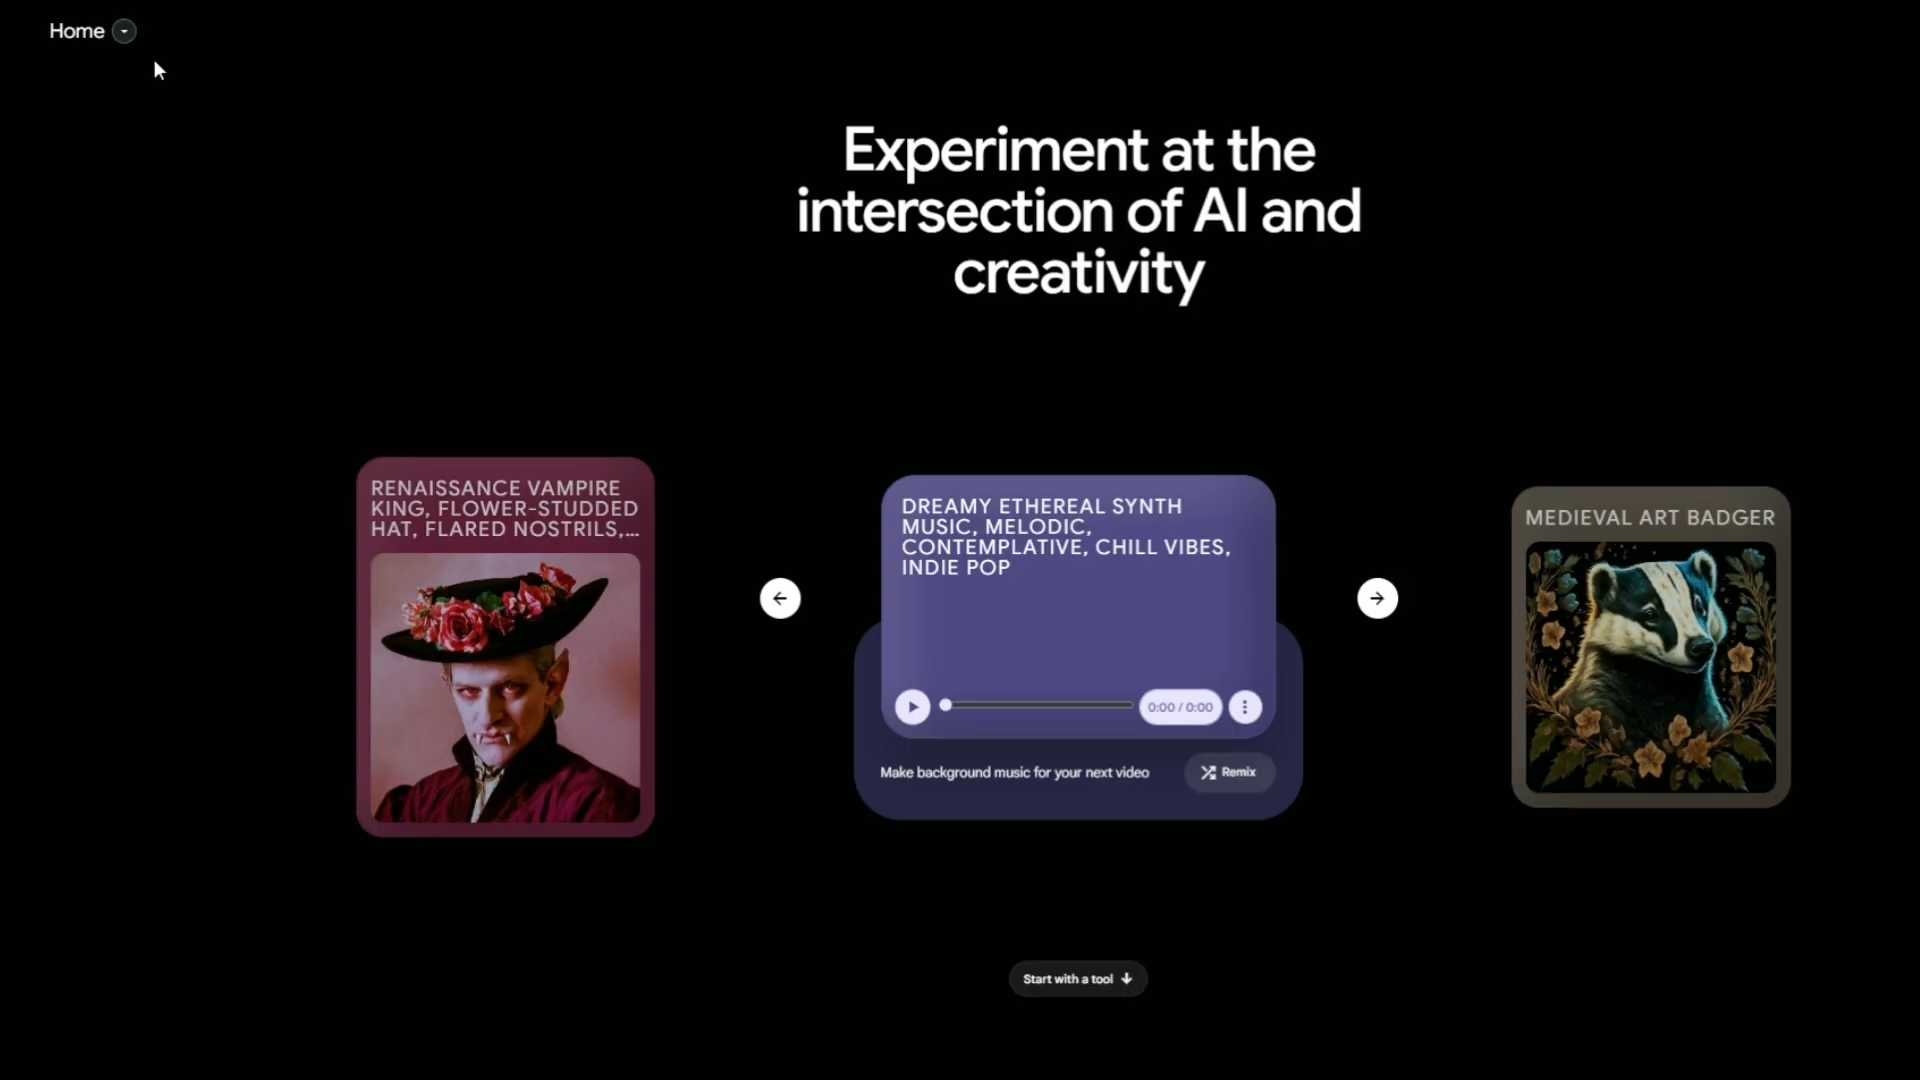 Home
Experiment at the
intersection of AI and
creativity
RENAISSANCE VAMPIRE
KING, FLOWER-STUDDED
HAT, FLARED NOSTRILS,...
DREAMY ETHEREAL SYNTH
MUSIC, MELODIC,
CONTEMPLATIVE, CHILL VIBES,
INDIE POP
0:00 / 0:00
Make background music for your next video
Remix
MEDIEVAL ART BADGER
Start with a tool